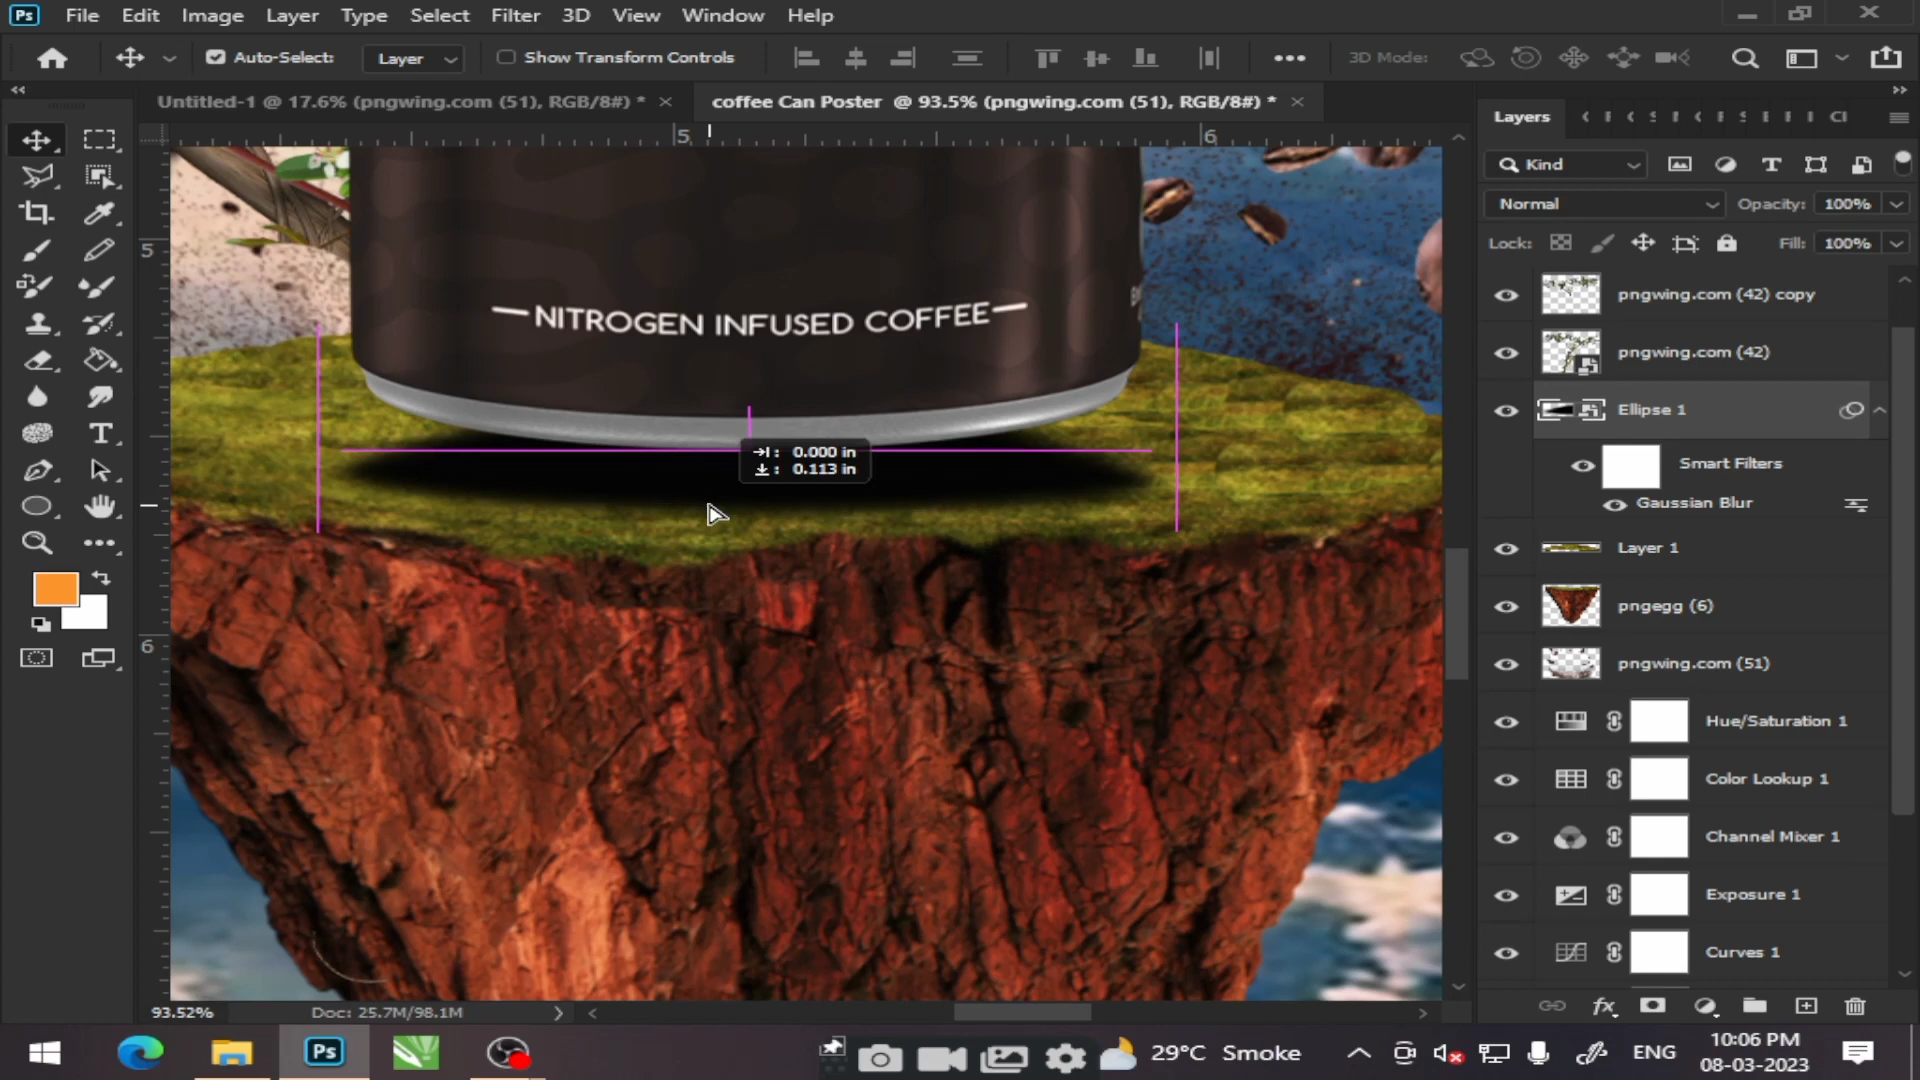 Ps File Edit Image Layer Type Select Filter 3D View Window Help
Auto-Select: Layer Show Transform Controls 3D Mode:
Untitled-1 @ 17.6% (pngwing.com (51), RGB/8#) * coffee Can Poster @ 93.5% (pngwing.com (51), RGB/8#) *
5 6
5
6
NITROGEN INFUSED COFFEE
0.000 in
0.113 in
Layers
Kind
Normal Opacity: 100%
Lock: Fill: 100%
pngwing.com (42) copy
pngwing.com (42)
Ellipse 1
Smart Filters
Gaussian Blur
Layer 1
pngegg (6)
pngwing.com (51)
Hue/Saturation 1
Color Lookup 1
Channel Mixer 1
Exposure 1
Curves 1
93.52% Doc: 25.7M/98.1M
Ps 29°C Smoke ENG 10:06 PM
08-03-2023